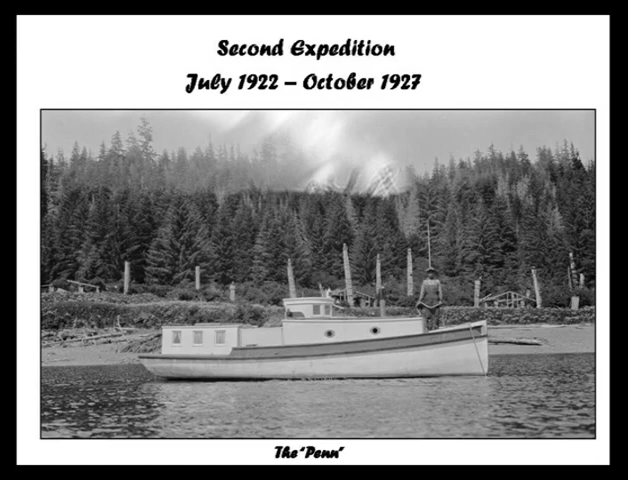 Second Expedition
July 1922 – October 1927
The "Penn"